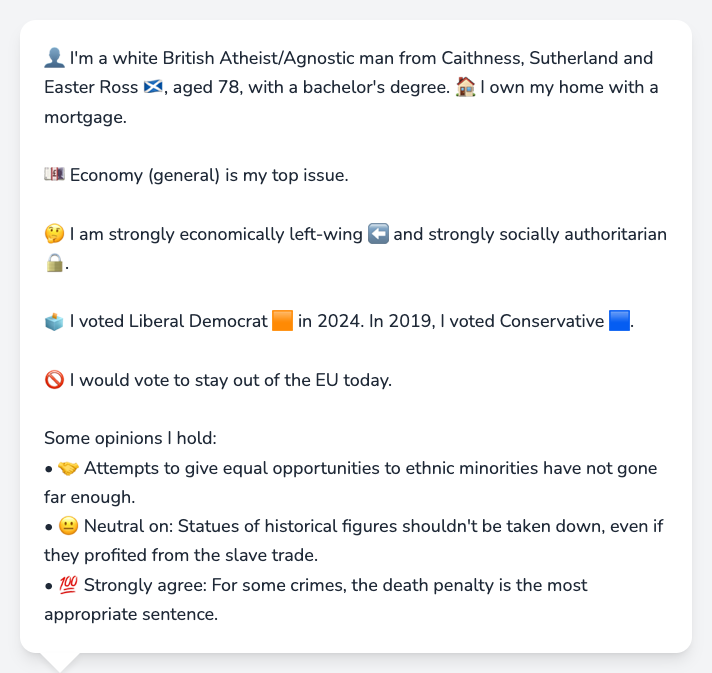 👤 I'm a white British Atheist/Agnostic man from Caithness, Sutherland and
Easter Ross 🏴󠁧󠁢󠁳󠁣󠁴󠁿, aged 78, with a bachelor's degree. 🏠 I own my home with a
mortgage.
💷 Economy (general) is my top issue.
🤔 I am strongly economically left-wing ⬅️ and strongly socially authoritarian
🔒.
🗳️ I voted Liberal Democrat 🟧 in 2024. In 2019, I voted Conservative 🟦.
🚫 I would vote to stay out of the EU today.
Some opinions I hold:
• 🤝 Attempts to give equal opportunities to ethnic minorities have not gone
far enough.
• 😐 Neutral on: Statues of historical figures shouldn't be taken down, even if
they profited from the slave trade.
• 💯 Strongly agree: For some crimes, the death penalty is the most
appropriate sentence.